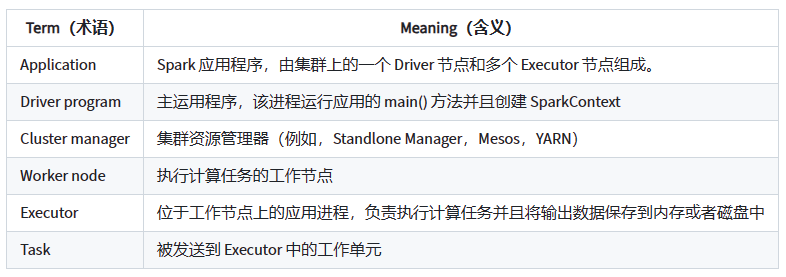 Term（术语） Meaning（含义）
Application Spark 应用程序，由集群上的一个 Driver 节点和多个 Executor 节点组成。
Driver program 主运用程序，该进程运行应用的 main() 方法并且创建 SparkContext
Cluster manager 集群资源管理器（例如，Standlone Manager，Mesos，YARN）
Worker node 执行计算任务的工作节点
Executor 位于工作节点上的应用进程，负责执行计算任务并且将输出数据保存到内存或者磁盘中
Task 被发送到 Executor 中的工作单元